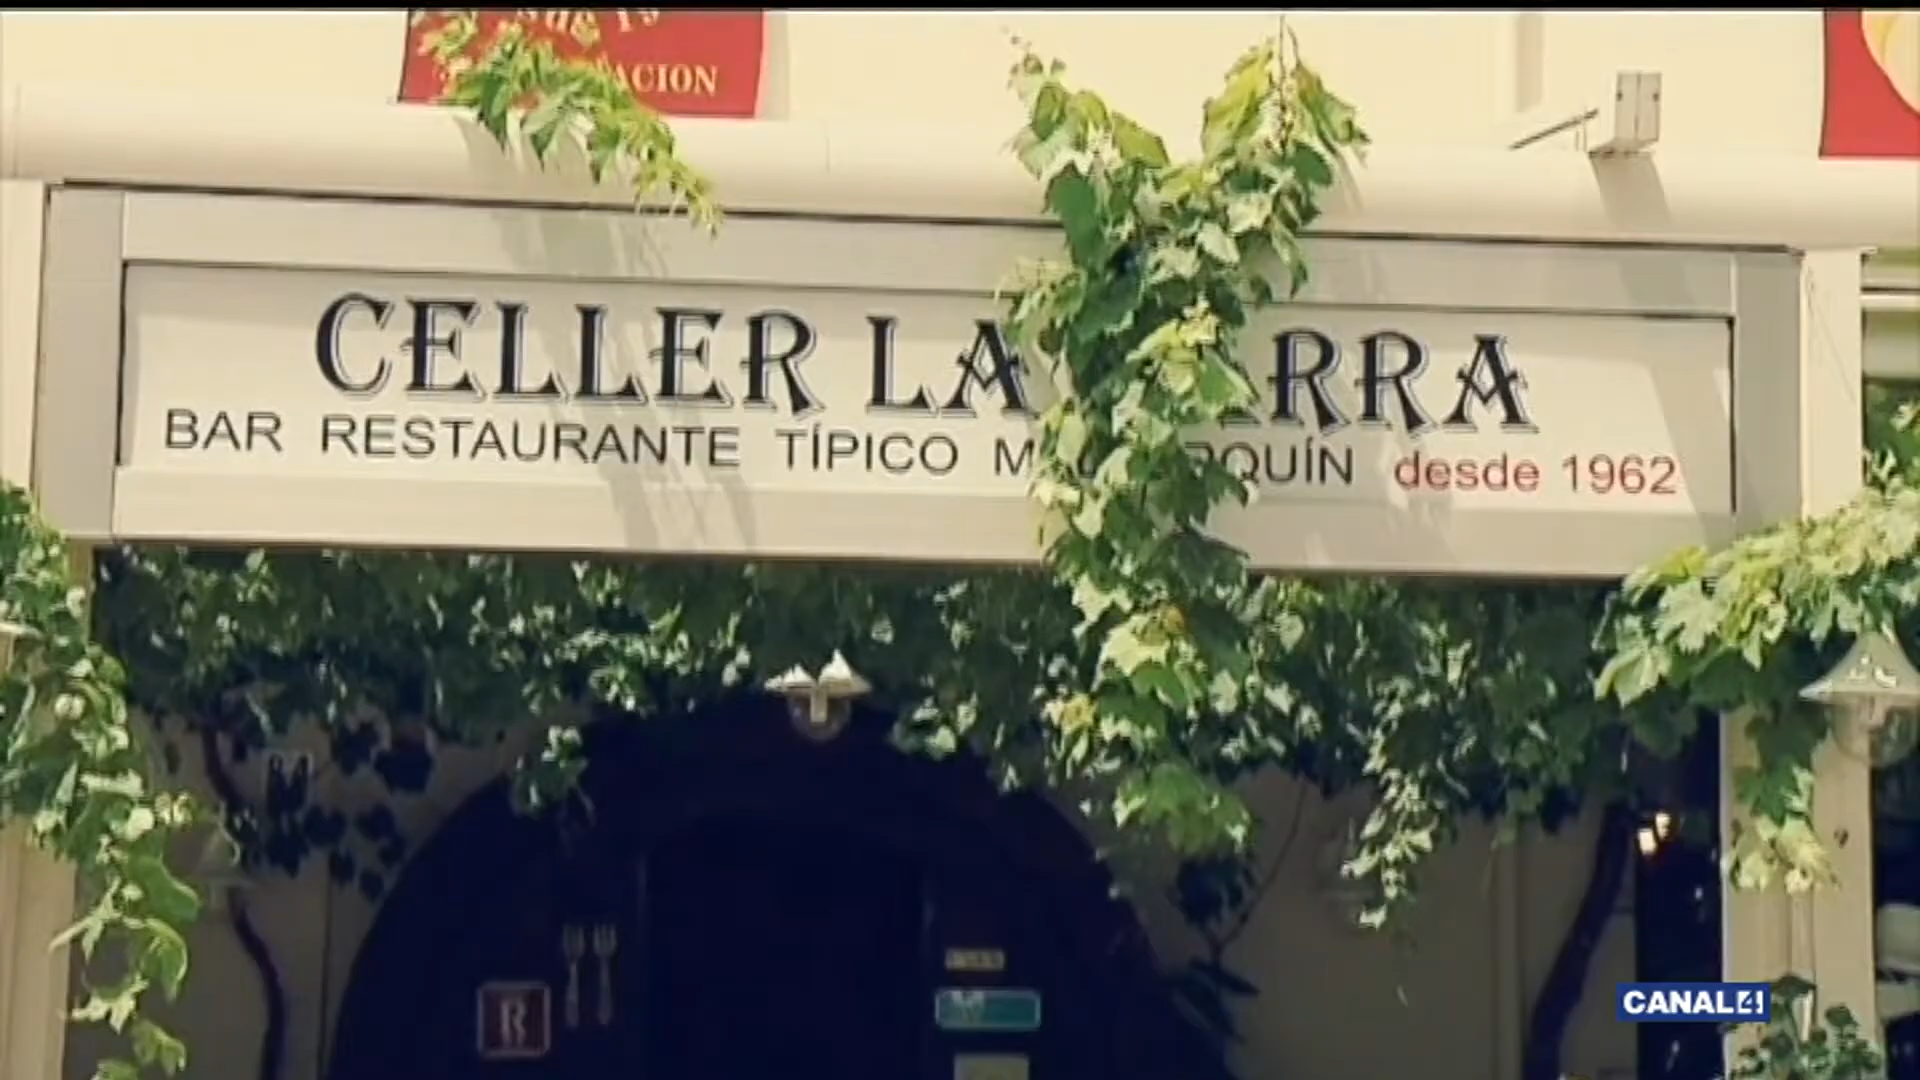 ACION
CELLER LA RRA
BAR RESTAURANTE TÍPICO QUÍN desde 1962
R
CANAL4